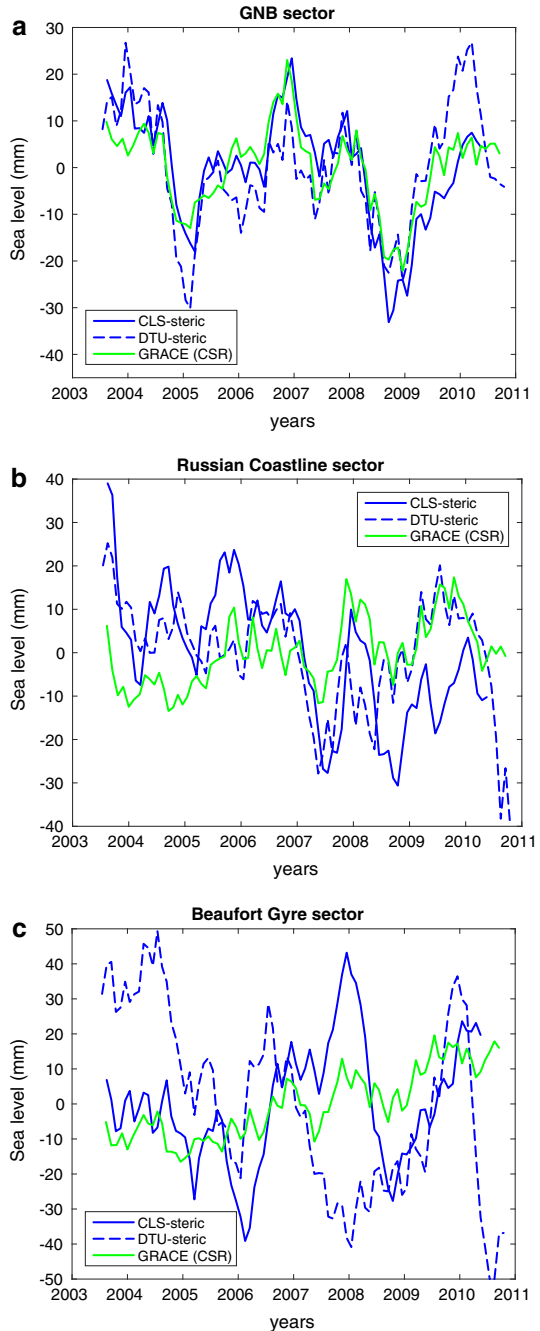 a
GNB sector
30
20
10
0
-10
-20
-30
-40
Sea level (mm)
CLS-steric
DTU-steric
GRACE (CSR)
2003 2004 2005 2006 2007 2008 2009 2010 2011
years
b
Russian Coastline sector
40
30
20
10
0
-10
-20
-30
-40
Sea level (mm)
CLS-steric
DTU-steric
GRACE (CSR)
2003 2004 2005 2006 2007 2008 2009 2010 2011
years
c
Beaufort Gyre sector
50
40
30
20
10
0
-10
-20
-30
-40
-50
Sea level (mm)
CLS-steric
DTU-steric
GRACE (CSR)
2003 2004 2005 2006 2007 2008 2009 2010 2011
years